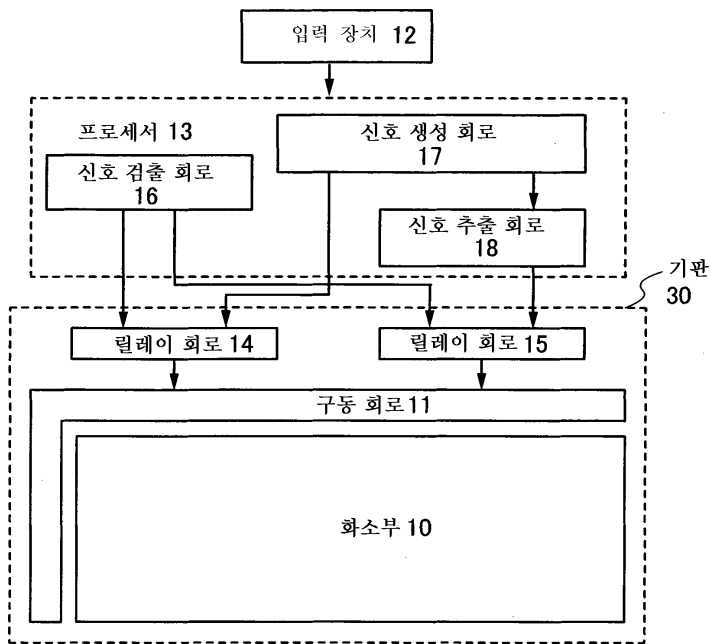 입력 장치 12
프로세서 13
신호 생성 회로
17
신호 검출 회로
16
신호 추출 회로
18
기판
30
릴레이 회로 14
릴레이 회로 15
구동 회로 11
화소부 10